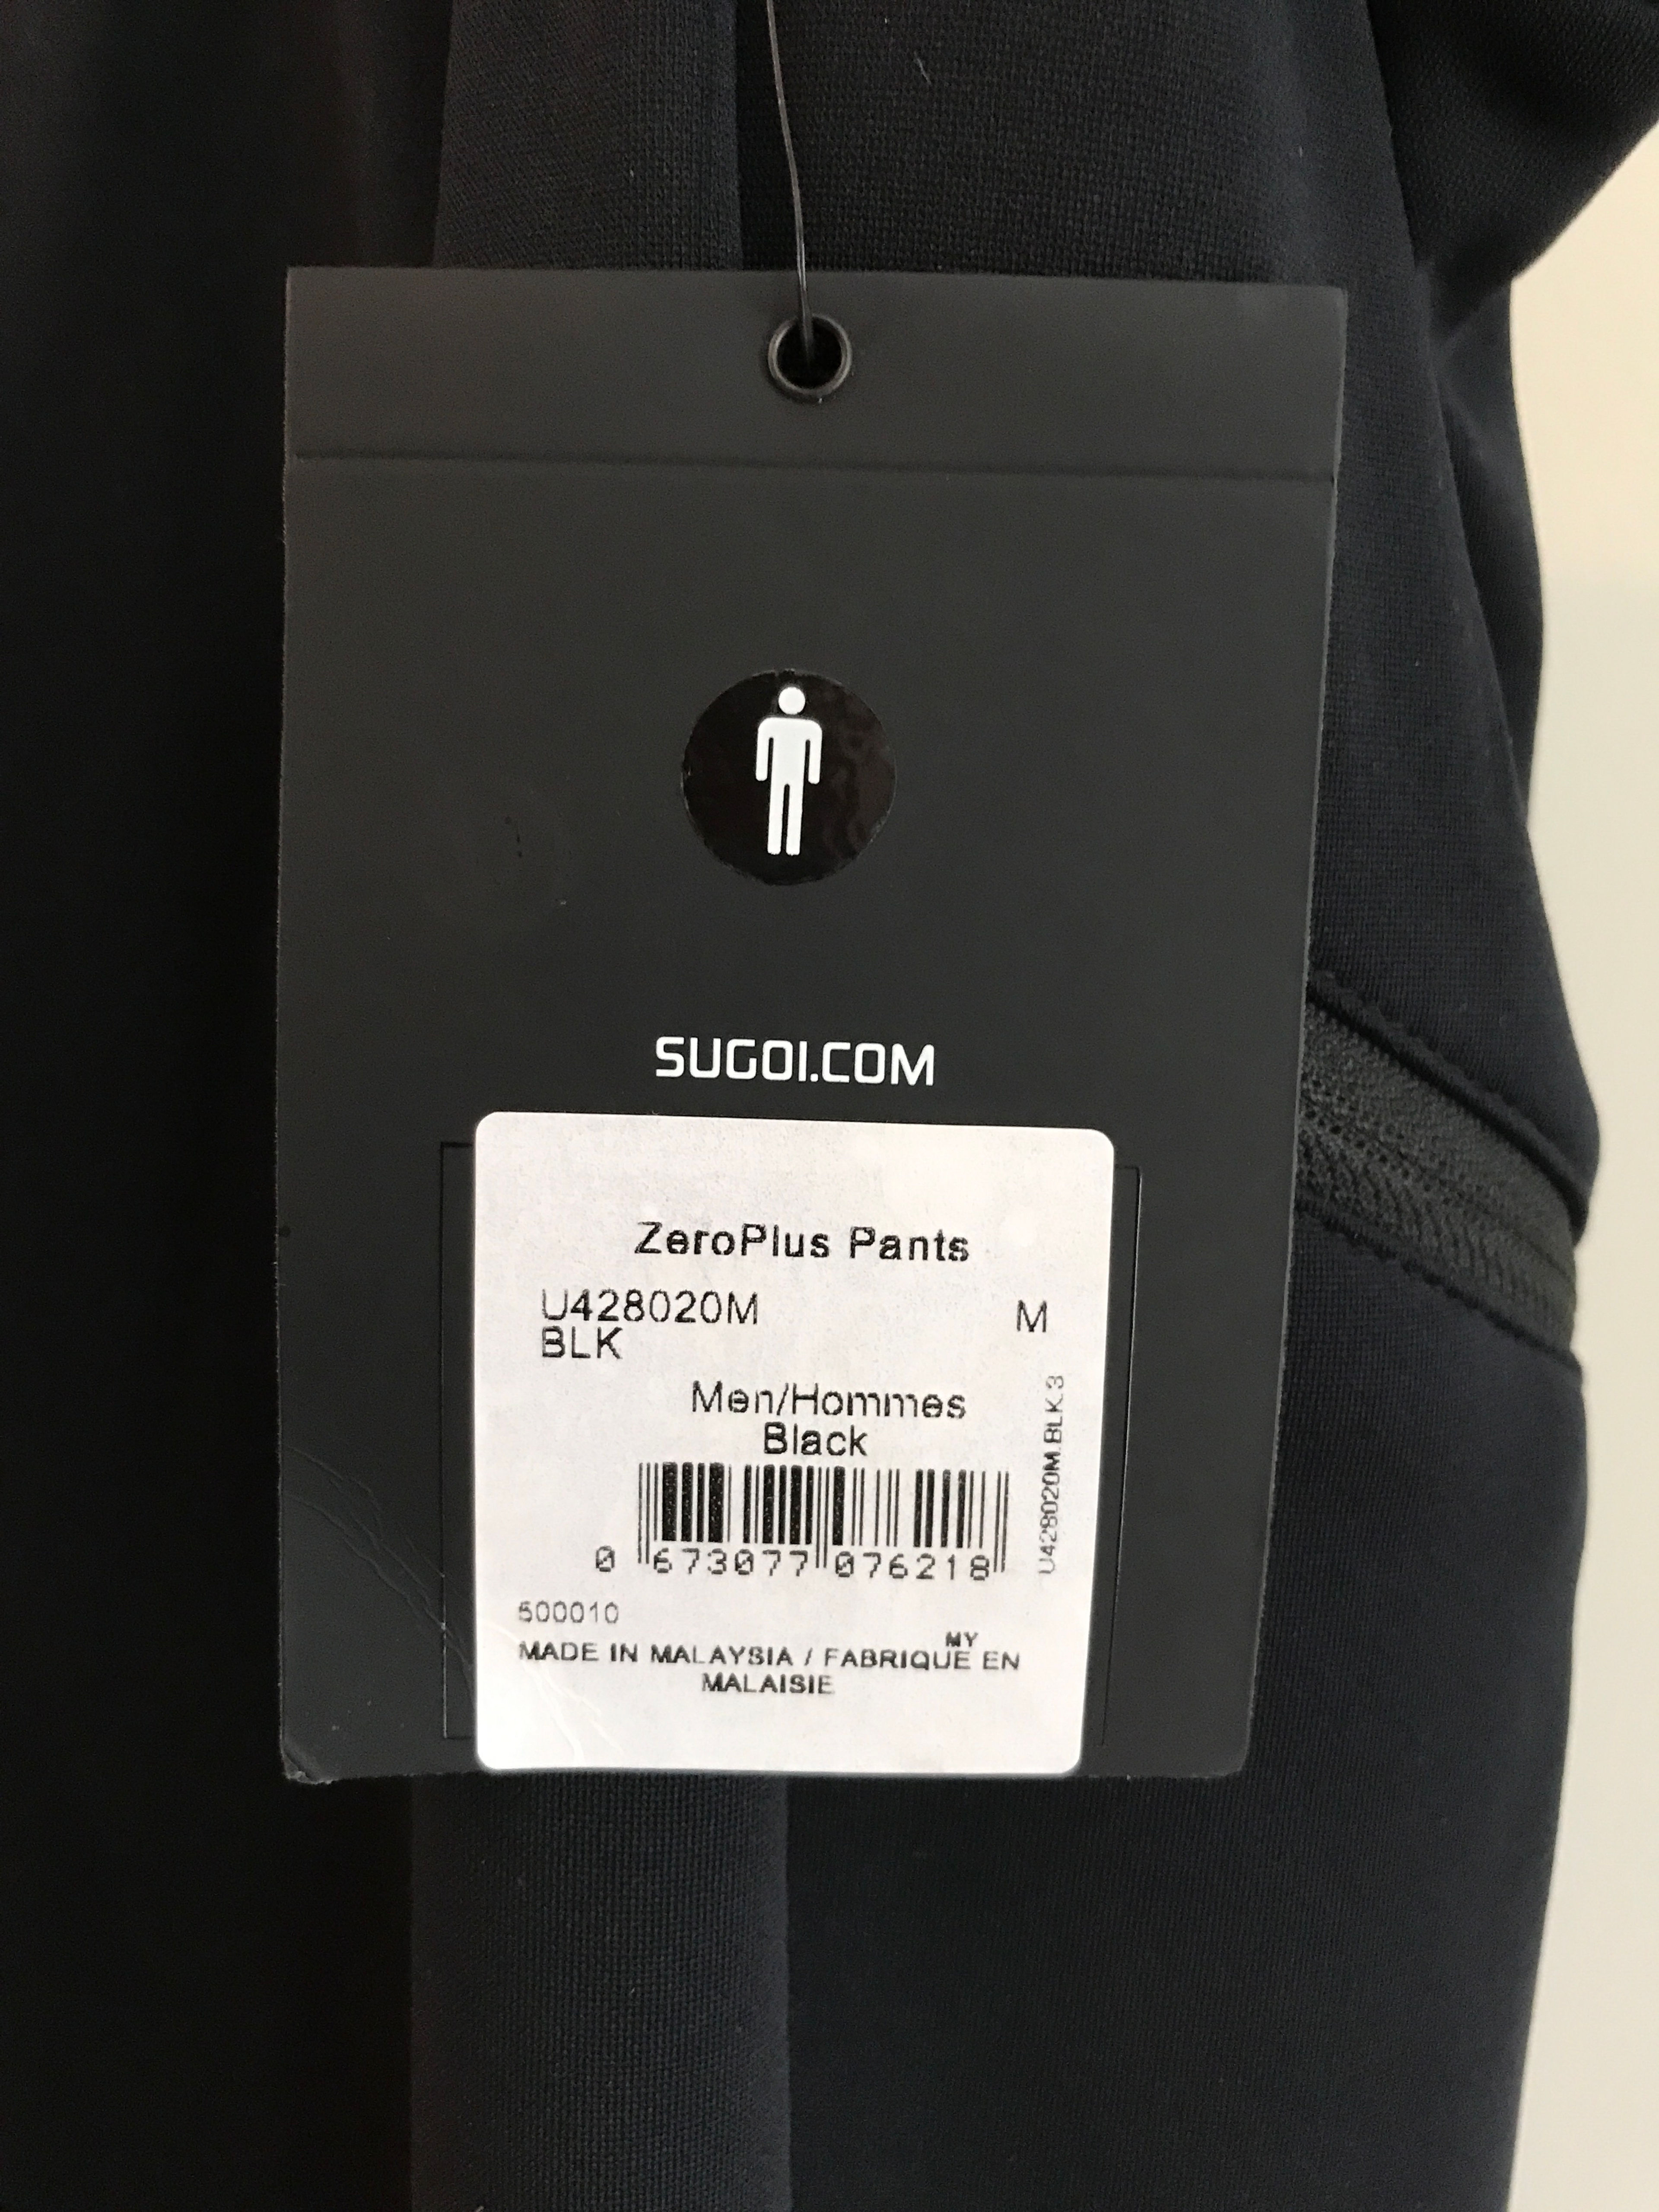 SUGOI.COM
ZeroPlus Pants
U428020M M
BLK
Men/Hommes
Black
U428020M.BLK.3
0 673077 076218
500010
MY
MADE IN MALAYSIA / FABRIQUE EN
MALAISIE